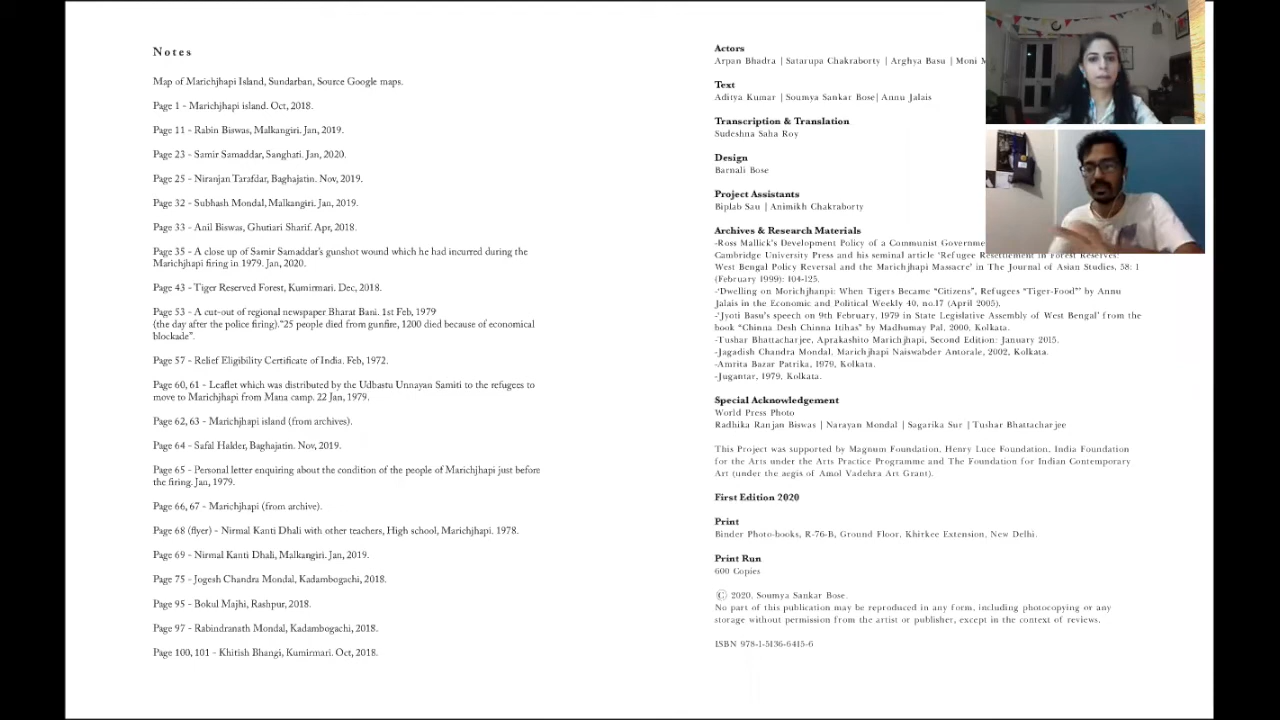 Notes
Map of Marichjhapi Island, Sundarban, Source Google maps.
Page 1 - Marichjhapi island. Oct, 2018.
Page 11 - Rabin Biswas, Malkangiri. Jan, 2019.
Page 23 - Samir Samaddar, Sanghati. Jan, 2020.
Page 25 - Niranjan Tarafdar, Baghajatin. Nov, 2019.
Page 32 - Subhash Mondal, Malkangiri. Jan, 2019.
Page 33 - Anil Biswas, Ghutiari Sharif. Apr, 2018.
Page 35 - A close up of Samir Samaddar's gunshot wound which he had incurred during the
Marichjhapi firing in 1979. Jan, 2020.
Page 43 - Tiger Reserved Forest, Kumirmari. Dec, 2018.
Page 53 - A cut-out of regional newspaper Bharat Bani. 1st Feb, 1979
(the day after the police firing)."25 people died from gunfire, 1200 died because of economical
blockade".
Page 57 - Relief Eligibility Certificate of India. Feb, 1972.
Page 60, 61 - Leaflet which was distributed by the Udbastu Unnayan Samiti to the refugees to
move to Marichjhapi from Mana camp. 22 Jan, 1979.
Page 62, 63 - Marichjhapi island (from archives).
Page 64 - Safal Halder, Baghajatin. Nov, 2019.
Page 65 - Personal letter enquiring about the condition of the people of Marichjhapi just before
the firing. Jan, 1979.
Page 66, 67 - Marichjhapi (from archive).
Page 68 (flyer) - Nirmal Kanti Dhali with other teachers, High school, Marichjhapi. 1978.
Page 69 - Nirmal Kanti Dhali, Malkangiri. Jan, 2019.
Page 75 - Jogesh Chandra Mondal, Kadambogachi, 2018.
Page 95 - Bokul Majhi, Rashpur, 2018.
Page 97 - Rabindranath Mondal, Kadambogachi, 2018.
Page 100, 101 - Khitish Bhangi, Kumirmari. Oct, 2018.
Actors
Arpan Bhadra | Satarupa Chakraborty | Arghya Basu | Moni M
Text
Aditya Kumar | Soumya Sankar Bose| Annu Jalais
Transcription & Translation
Sudeshna Saha Roy
Design
Barnali Bose
Project Assistants
Biplab Sau | Animikh Chakraborty
Archives & Research Materials
-Ross Mallick's Development Policy of a Communist Governme
Cambridge University Press and his seminal article 'Refugee Resettlement in Forest Reserves:
West Bengal Policy Reversal and the Marichjhapi Massacre' in The Journal of Asian Studies, 58: 1
(February 1999): 104-125.
-'Dwelling on Morichjhanpi: When Tigers Became "Citizens", Refugees "Tiger-Food"' by Annu
Jalais in the Economic and Political Weekly 40, no.17 (April 2005).
-'Jyoti Basu's speech on 9th February, 1979 in State Legislative Assembly of West Bengal' from the
book "Chinna Desh Chinna Itihas" by Madhumay Pal, 2000, Kolkata.
-Tushar Bhattacharjee, Aprakashito Marichjhapi, Second Edition: January 2015.
-Jagadish Chandra Mondal, Marichjhapi Naiswabder Antorale, 2002, Kolkata.
-Amrita Bazar Patrika, 1979, Kolkata.
-Jugantar, 1979, Kolkata.
Special Acknowledgement
World Press Photo
Radhika Ranjan Biswas | Narayan Mondal | Sagarika Sur | Tushar Bhattacharjee
This Project was supported by Magnum Foundation, Henry Luce Foundation, India Foundation
for the Arts under the Arts Practice Programme and The Foundation for Indian Contemporary
Art (under the aegis of Amol Vadehra Art Grant).
First Edition 2020
Print
Binder Photo-books, R-76-B, Ground Floor, Khirkee Extension, New Delhi.
Print Run
600 Copies
© 2020, Soumya Sankar Bose.
No part of this publication may be reproduced in any form, including photocopying or any
storage without permission from the artist or publisher, except in the context of reviews.
ISBN 978-1-5136-6415-6